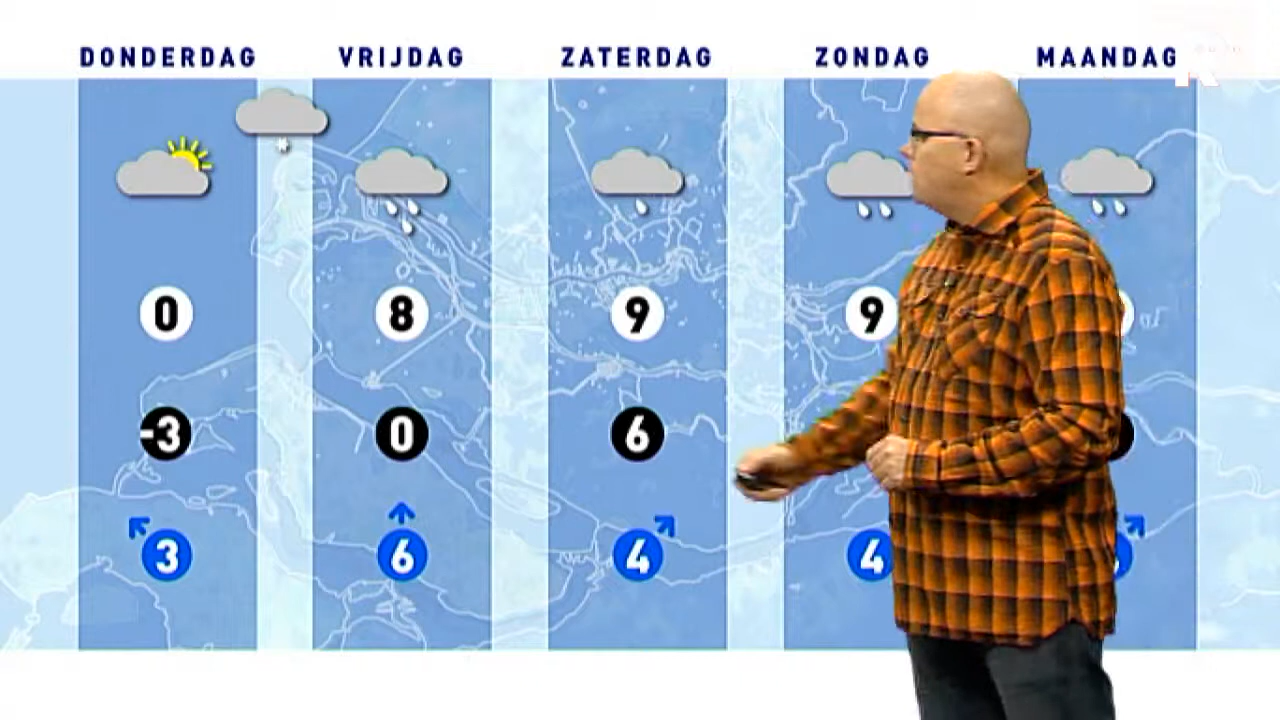 DONDERDAG VRIJDAG ZATERDAG ZONDAG MAANDAG
R
0 8 9 9
-3 0 6
3 6 4 4